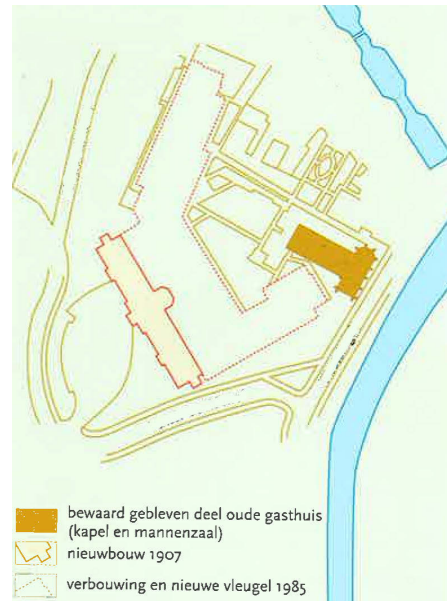 bewaard gebleven deel oude gasthuis
(kapel en mannenzaal)
nieuwbouw 1907
verbouwing en nieuwe vleugel 1985